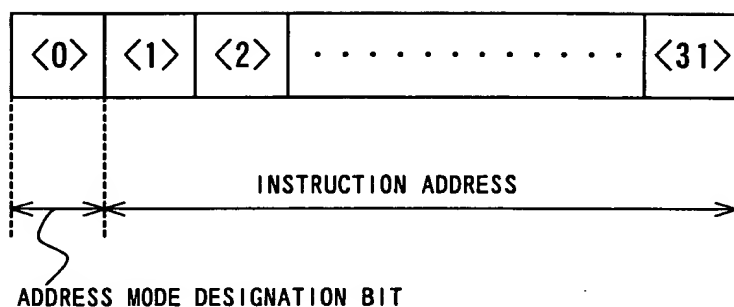 <0> <1> <2> · · · · · · · · · · · · · <31>
INSTRUCTION ADDRESS
ADDRESS MODE DESIGNATION BIT